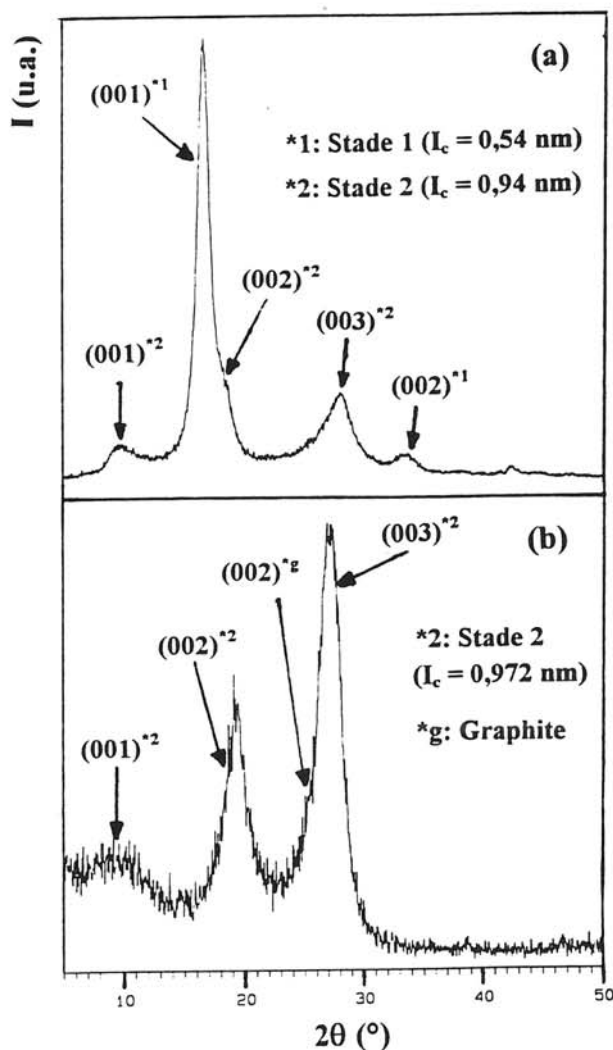 I (u.a.)
(a)
(001)*1
*1: Stade 1 (Ic = 0,54 nm)
*2: Stade 2 (Ic = 0,94 nm)
(002)*2
(003)*2
(001)*2
(002)*1
(b)
(003)*2
(002)*g
(002)*2
*2: Stade 2
(Ic = 0,972 nm)
*g: Graphite
(001)*2
10 20 30 40 50
2θ (°)